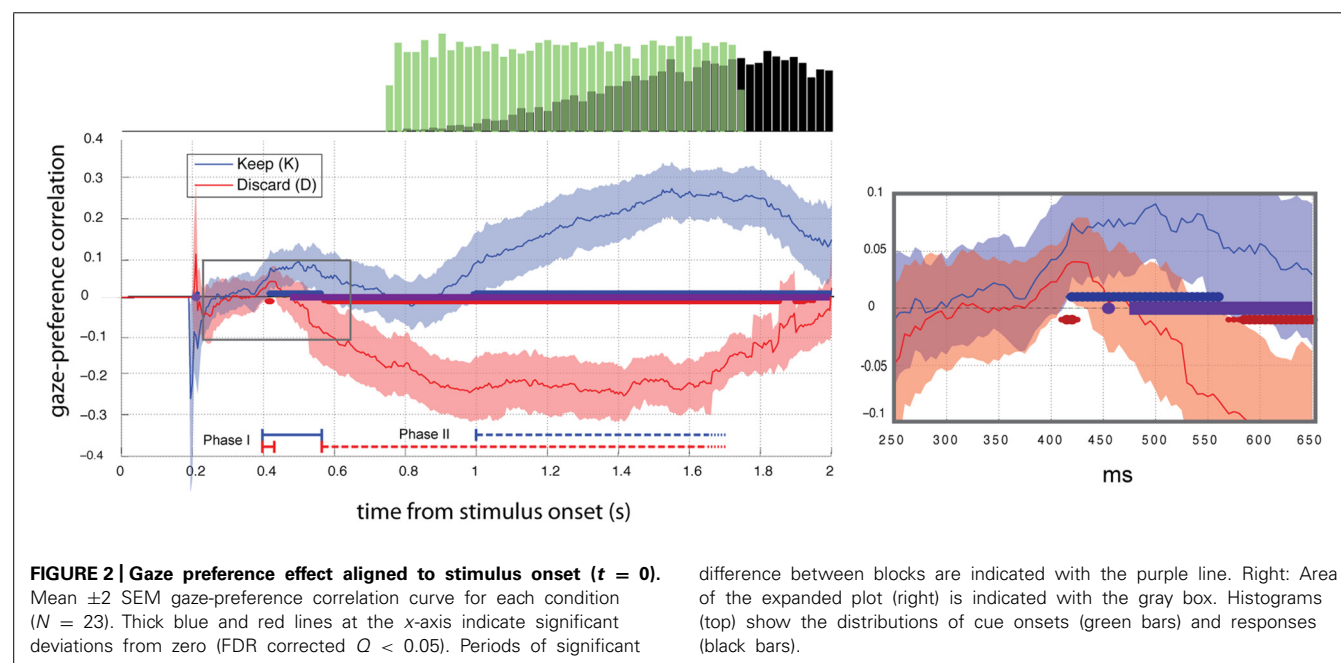 0.4
0.3
0.2
0.1
0
−0.1
−0.2
−0.3
−0.4
gaze-preference correlation
Keep (K)
Discard (D)
Phase I
Phase II
0
0.2
0.4
0.6
0.8
1
1.2
1.4
1.6
1.8
2
time from stimulus onset (s)
0.1
0.05
0
−0.05
−0.1
250
300
350
400
450
500
550
600
650
ms
FIGURE 2 | Gaze preference effect aligned to stimulus onset (t = 0).
Mean ±2 SEM gaze-preference correlation curve for each condition
(N = 23). Thick blue and red lines at the x-axis indicate significant
deviations from zero (FDR corrected Q < 0.05). Periods of significant
difference between blocks are indicated with the purple line. Right: Area
of the expanded plot (right) is indicated with the gray box. Histograms
(top) show the distributions of cue onsets (green bars) and responses
(black bars).